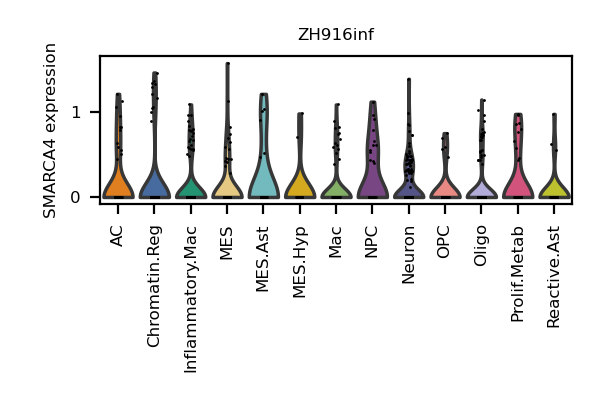 ZH916inf
SMARCA4 expression
1
0
AC
Chromatin.Reg
Inflammatory.Mac
MES
MES.Ast
MES.Hyp
Mac
NPC
Neuron
OPC
Oligo
Prolif.Metab
Reactive.Ast